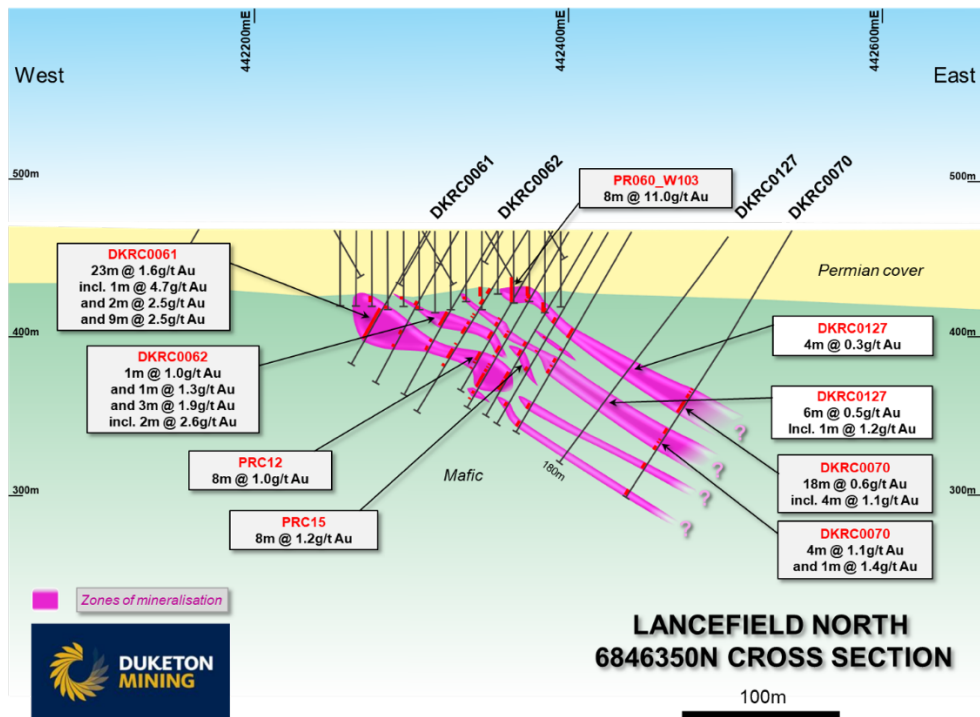 442200mE
442400mE
442600mE
West
East
500m
500m
DKRC0061
DKRC0062
PR060_W103
8m @ 11.0g/t Au
DKRC0127
DKRC0070
DKRC0061
23m @ 1.6g/t Au
incl. 1m @ 4.7g/t Au
and 2m @ 2.5g/t Au
and 9m @ 2.5g/t Au
Permian cover
400m
400m
DKRC0127
4m @ 0.3g/t Au
DKRC0062
1m @ 1.0g/t Au
and 1m @ 1.3g/t Au
and 3m @ 1.9g/t Au
incl. 2m @ 2.6g/t Au
DKRC0127
6m @ 0.5g/t Au
Incl. 1m @ 1.2g/t Au
?
PRC12
8m @ 1.0g/t Au
Mafic
180m
?
DKRC0070
18m @ 0.6g/t Au
incl. 4m @ 1.1g/t Au
300m
300m
?
PRC15
8m @ 1.2g/t Au
?
DKRC0070
4m @ 1.1g/t Au
and 1m @ 1.4g/t Au
Zones of mineralisation
LANCEFIELD NORTH
6846350N CROSS SECTION
DUKETON
MINING
100m